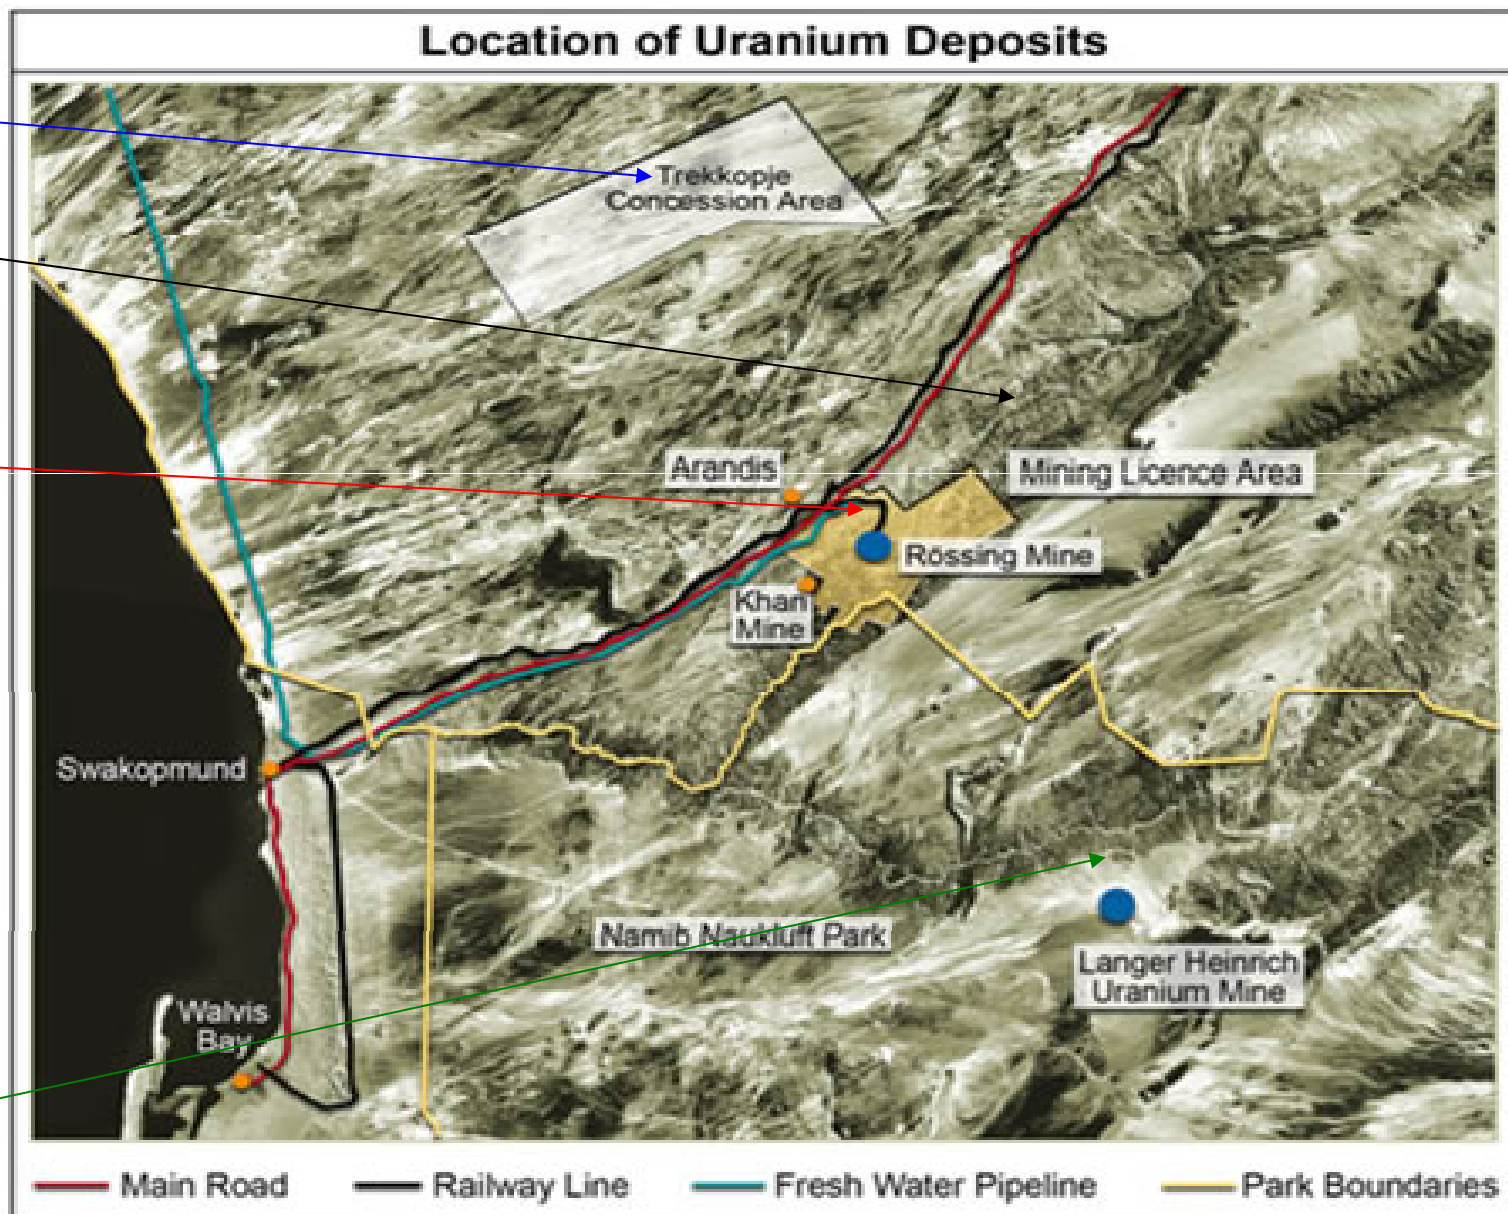 Location of Uranium Deposits
Trekkopje
Concession Area
Arandis
Mining Licence Area
Rössing Mine
Khan
Mine
Swakopmund
Namib Naukluft Park
Langer Heinrich
Uranium Mine
Walvis
Bay
Main Road
Railway Line
Fresh Water Pipeline
Park Boundaries